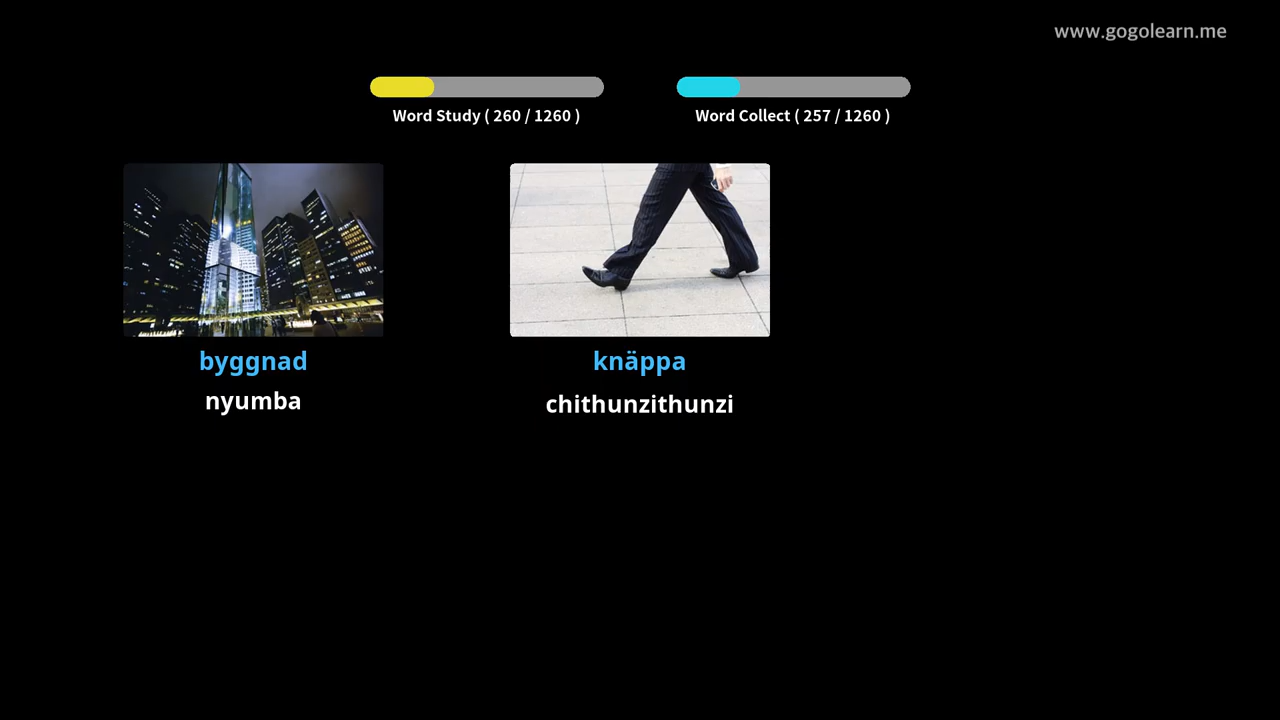 www.gogolearn.me
Word Study ( 260 / 1260 )
Word Collect ( 257 / 1260 )
byggnad
nyumba
knäppa
chithunzithunzi